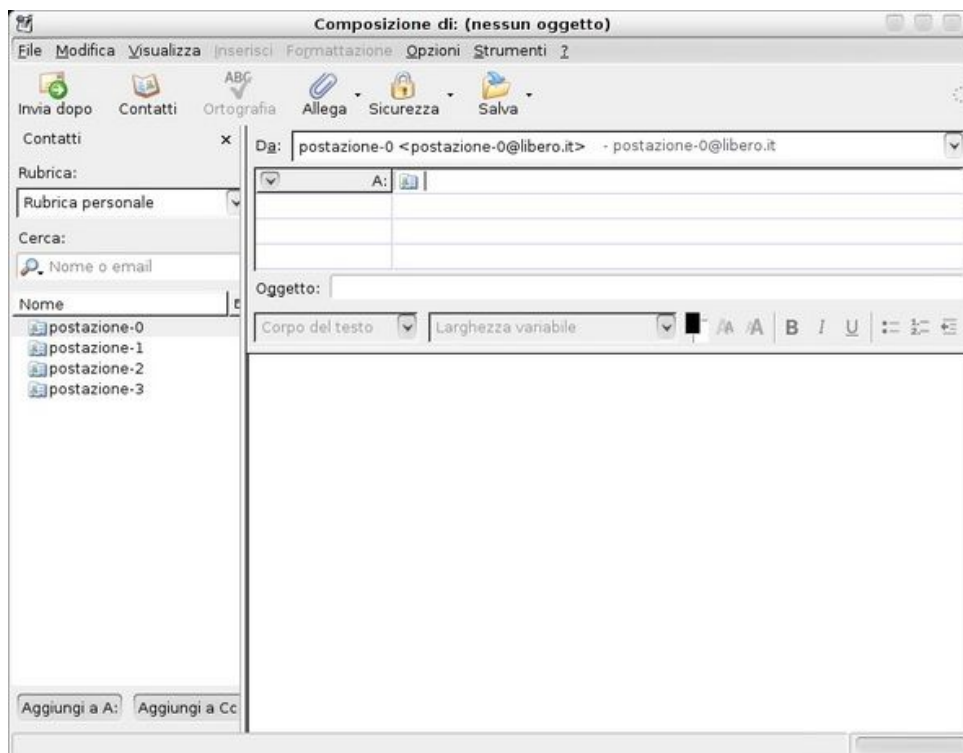 Composizione di: (nessun oggetto)
File Modifica Visualizza Inserisci Formattazione Opzioni Strumenti ?
Invia dopo Contatti ABC Ortografia Allega Sicurezza Salva
Contatti x
Rubrica:
Rubrica personale
Cerca:
Nome o email
Nome
postazione-0
postazione-1
postazione-2
postazione-3
Aggiungi a A: Aggiungi a Cc
Da: postazione-0 <postazione-0@libero.it> - postazione-0@libero.it
A:
Oggetto:
Corpo del testo Larghezza variabile A A B I U